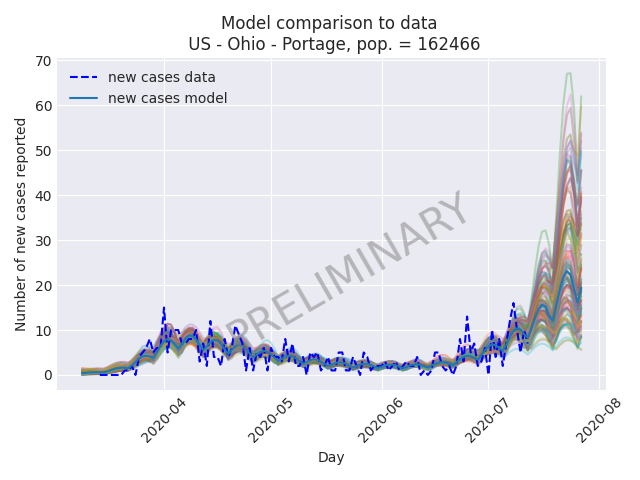 Model comparison to data
US - Ohio - Portage, pop. = 162466
new cases data
new cases model
PRELIMINARY
Number of new cases reported
70
60
50
40
30
20
10
0
2020-04
2020-05
2020-06
2020-07
2020-08
Day